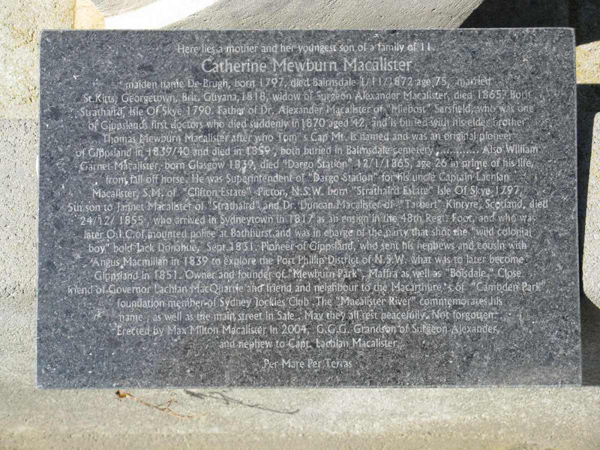 Here lies a mother and her youngest son of a family of 11.
Catherine Mewburn Macalister
maiden name De Brugh, born 1797, died Bairnsdale 1/11/1872 age 75, married
St.Kitts, Georgetown, Brit. Guyana, 1818, widow of Surgeon Alexander Macalister, died 1865? Born
Strathaird, Isle Of Skye 1790. Father of Dr. Alexander Macalister of Sarsfield, who was one
of Gippslands first doctors who died suddenly in 1870 aged 42, and is buried with his elder brother
Thomas Mewburn Macalister after who Tom's Cap Mt. is named and was an original pioneer
of Gippsland in 1839/40 and died in 1859, both buried in Bairnsdale cemetery. Also William
Garnet Macalister, born Glasgow 1839, died "Dargo Station" 12/1/1865, age 26 in prime of his life,
from fall off horse. He was Superintendent of "Dargo Station" for his uncle Captain Lachlan
Macalister, S.M. of "Clifton Estate" Picton, N.S.W. from "Strathaird Estate" Isle Of Skye 1797,
Sur.son to Jannet Macalister of "Strathaird" and Dr. Duncan Macalister of "Tarbert" Kintyre, Scotland, died
24/12/ 1855, who arrived in Sydneytown in 1817 as an ensign in the 48th Regt Foot, and who was
later O.I.C. of mounted police at Bathurst and was in charge of the party that shot the "wild colonial
boy" bold Jack Donahue, Sept 1831. Pioneer of Gippsland, who sent his nephews and cousin with
Angus Macmillan in 1839 to explore the Port Phillip District of N.S.W. what was to later become
Gippsland in 1851. Owner and founder of "Mewburn Park", Maffra as well as "Boisdale." Close
friend of Governor Lachlan MacQuarrie and friend and neighbour to the Macarthurs's of "Cambden Park"
foundation member of Sydney Jockies Club. The "Macalister River" commemorates his
name, as well as the main street in Sale. May they all rest peacefully. Not forgotten.
Erected by Max Milton Macalister in 2004, G.G.G. Grandson of Surgeon Alexander,
and nephew to Capt. Lachlan Macalister.
Per Mare Per Terras